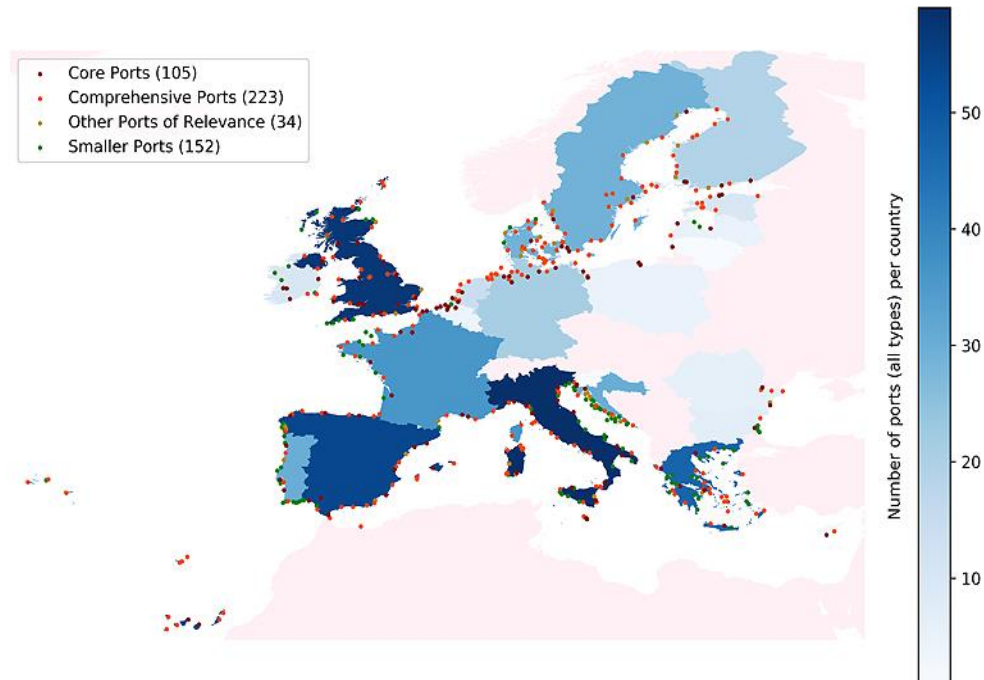 Core Ports (105)
Comprehensive Ports (223)
Other Ports of Relevance (34)
Smaller Ports (152)
50
40
30
20
10
Number of ports (all types) per country